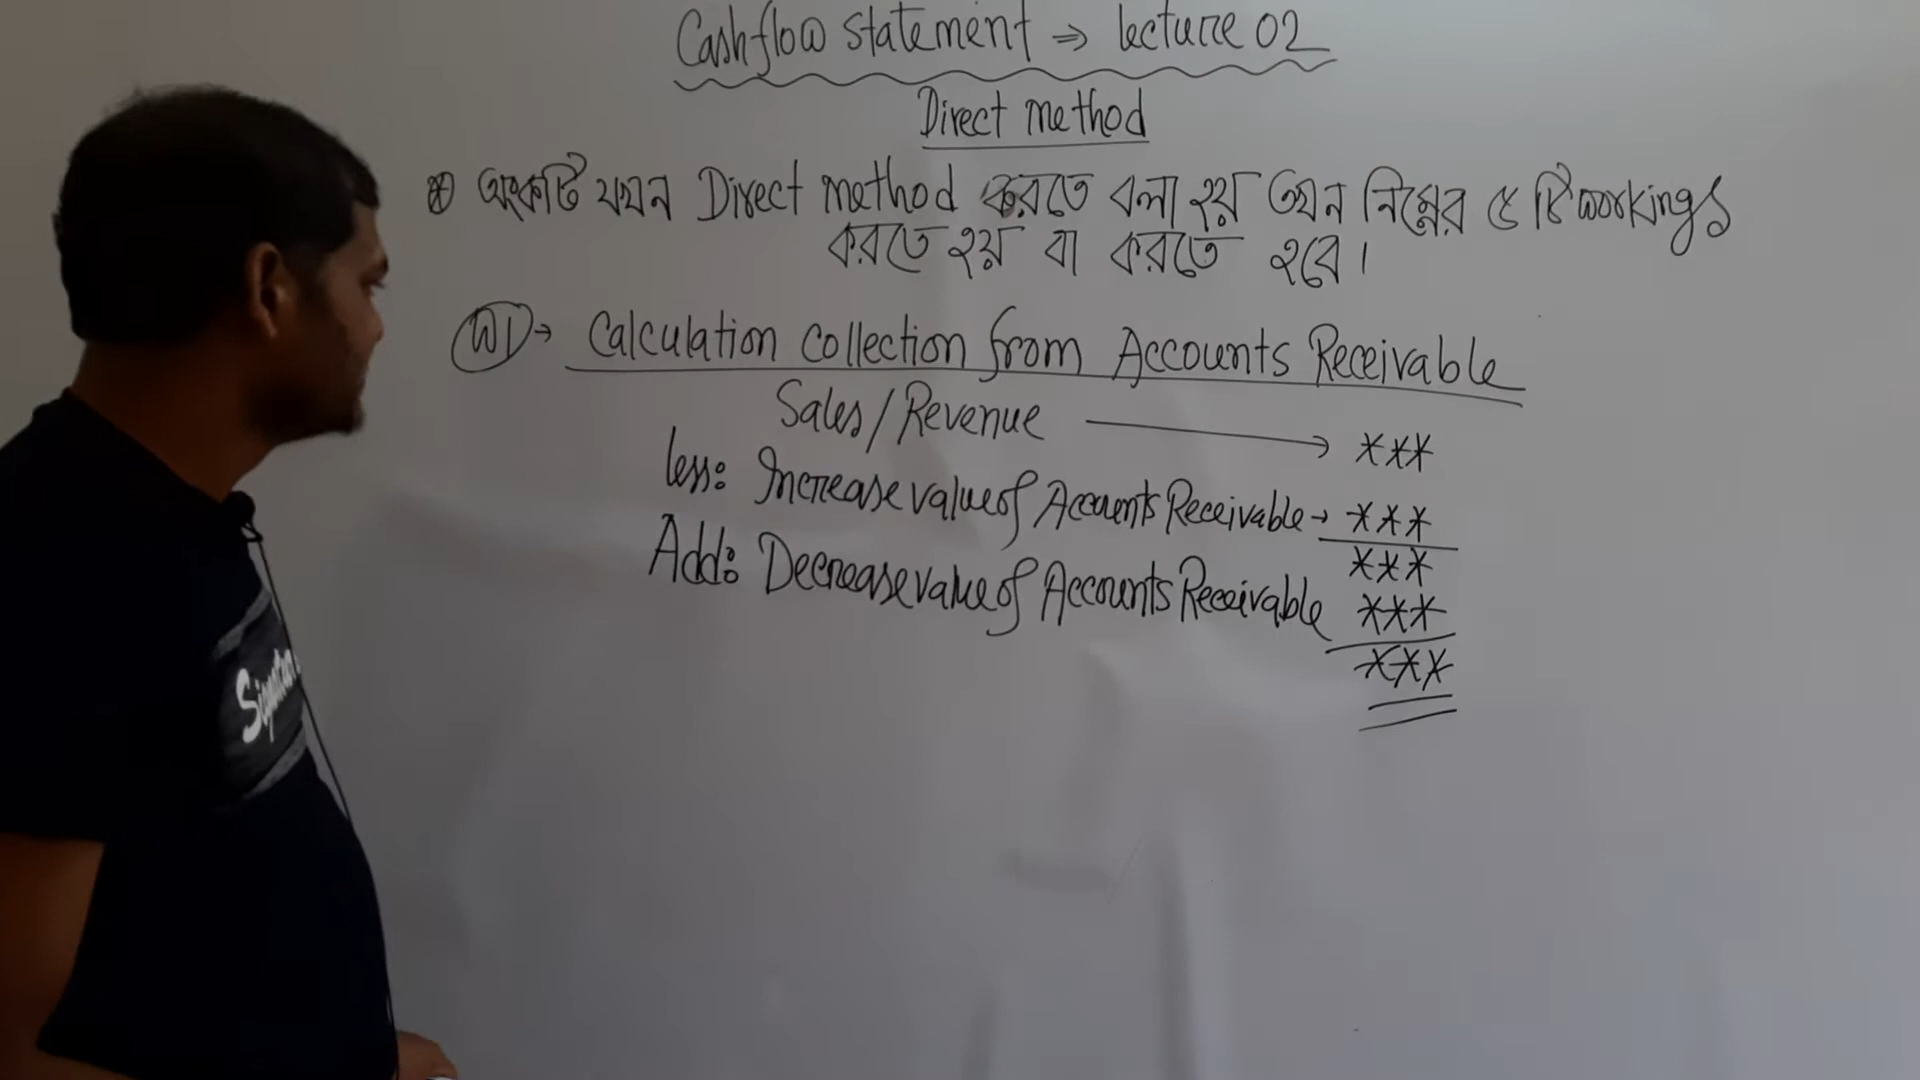 Cashflow statement ⇒ lecture 02
Direct method
⊛ অংকটি যখন Direct method করতে বলা হয় তখন নিম্নের ৫ টি workings
করতে হয় বা করতে হবে।
W1 → Calculation Collection from Accounts Receivable
Sales/Revenue → ***
less: Increase value of Accounts Receivable → ***
***
Add: Decrease value of Accounts Receivable ***
***